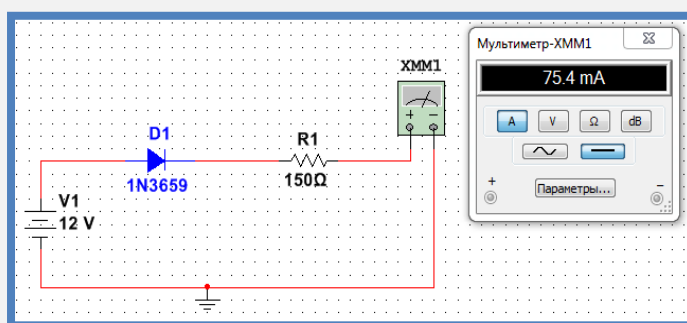 Мультиметр-XMM1
75.4 mA
A
V
Ω
dB
+
Параметры...
−
XMM1
+
−
D1
1N3659
R1
150Ω
V1
12 V